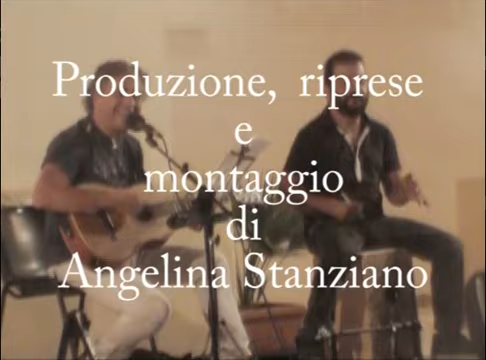 Produzione, riprese
e
montaggio
di
Angelina Stanziano